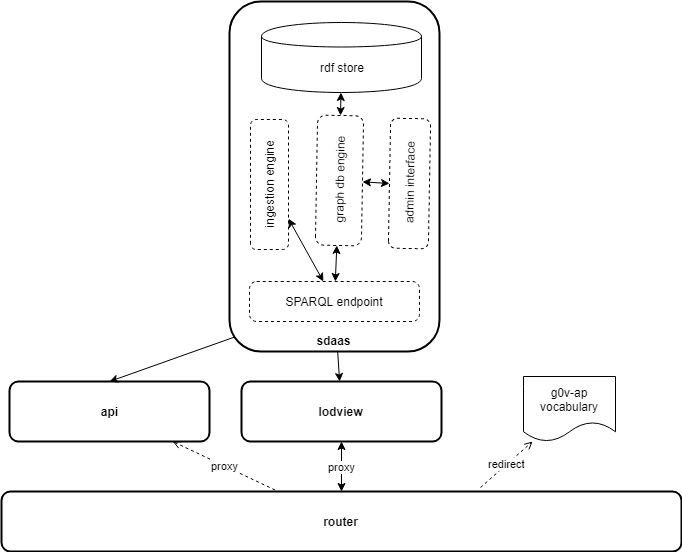 rdf store
ingestion engine
graph db engine
admin interface
SPARQL endpoint
sdaas
api
lodview
g0v-ap
vocabulary
proxy
proxy
redirect
router